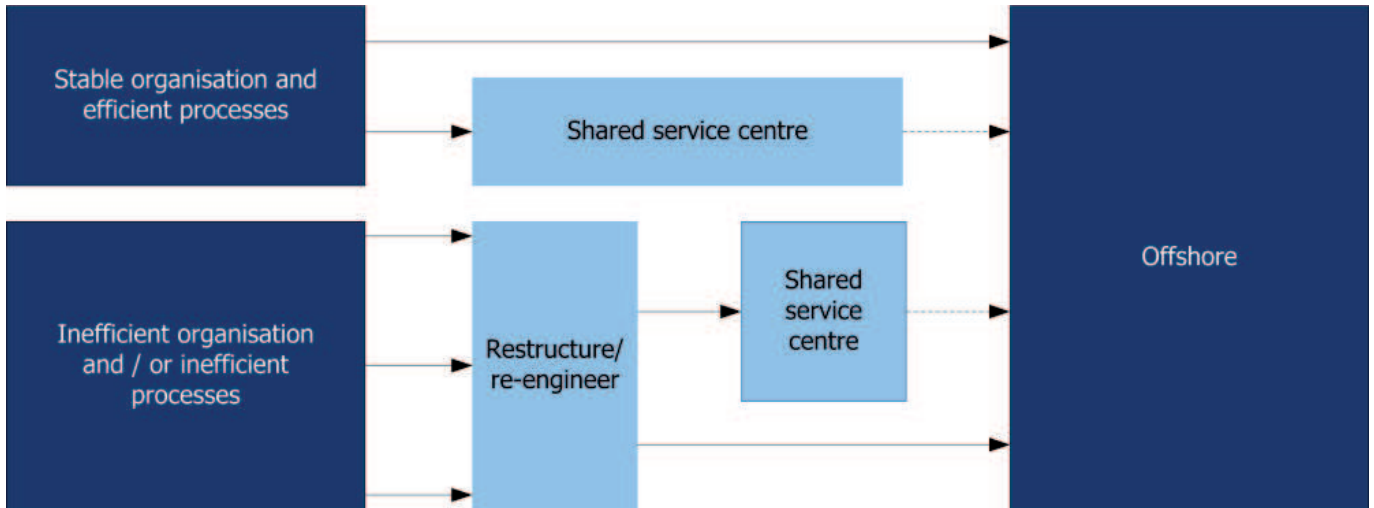 Stable organisation and
efficient processes
Shared service centre
Offshore
Inefficient organisation
and / or inefficient
processes
Restructure/
re-engineer
Shared
service
centre